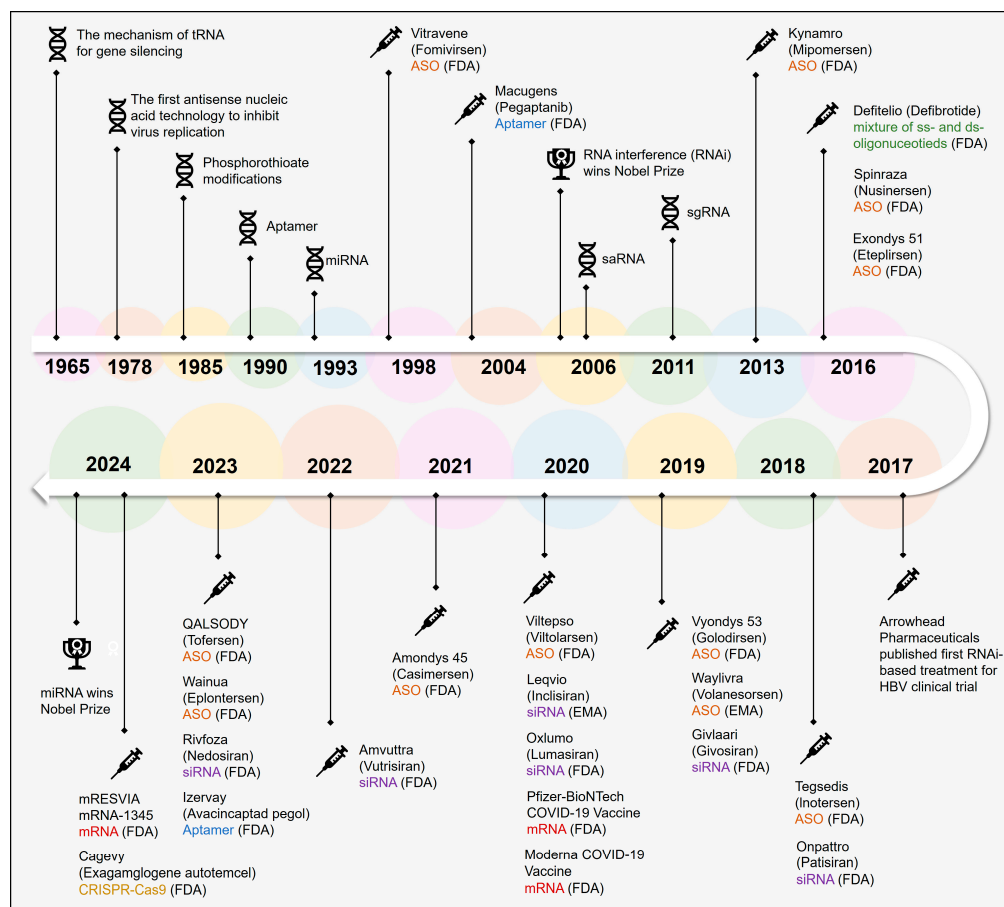 The mechanism of tRNA
for gene silencing
The first antisense nucleic
acid technology to inhibit
virus replication
Phosphorothioate
modifications
Aptamer
miRNA
Vitravene
(Fomivirsen)
ASO (FDA)
Macugens
(Pegaptanib)
Aptamer (FDA)
RNA interference (RNAi)
wins Nobel Prize
saRNA
sgRNA
Kynamro
(Mipomersen)
ASO (FDA)
Defitelio (Defibrotide)
mixture of ss- and ds-
oligonuceotieds (FDA)
Spinraza
(Nusinersen)
ASO (FDA)
Exondys 51
(Eteplirsen)
ASO (FDA)
1965
1978
1985
1990
1993
1998
2004
2006
2011
2013
2016
2024
2023
2022
2021
2020
2019
2018
2017
miRNA wins
Nobel Prize
mRESVIA
mRNA-1345
mRNA (FDA)
Cagevy
(Exagamglogene autotemcel)
CRISPR-Cas9 (FDA)
QALSODY
(Tofersen)
ASO (FDA)
Wainua
(Eplontersen)
ASO (FDA)
Rivfoza
(Nedosiran)
siRNA (FDA)
Izervay
(Avacincaptad pegol)
Aptamer (FDA)
Amvuttra
(Vutrisiran)
siRNA (FDA)
Amondys 45
(Casimersen)
ASO (FDA)
Viltepso
(Viltolarsen)
ASO (FDA)
Leqvio
(Inclisiran)
siRNA (EMA)
Oxlumo
(Lumasiran)
siRNA (FDA)
Pfizer-BioNTech
COVID-19 Vaccine
mRNA (FDA)
Moderna COVID-19
Vaccine
mRNA (FDA)
Vyondys 53
(Golodirsen)
ASO (FDA)
Waylivra
(Volanesorsen)
ASO (EMA)
Givlaari
(Givosiran)
siRNA (FDA)
Tegsedis
(Inotersen)
ASO (FDA)
Onpattro
(Patisiran)
siRNA (FDA)
Arrowhead
Pharmaceuticals
published first RNAi-
based treatment for
HBV clinical trial